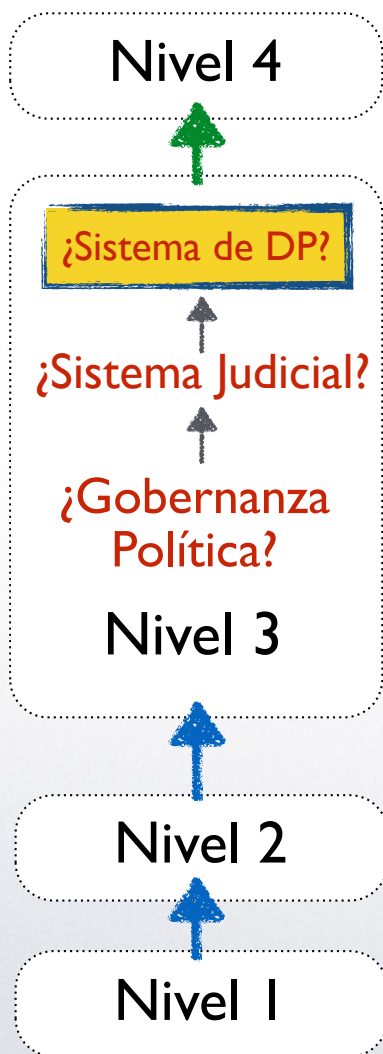 Nivel 4
¿Sistema de DP?
¿Sistema Judicial?
¿Gobernanza
Política?
Nivel 3
Nivel 2
Nivel 1